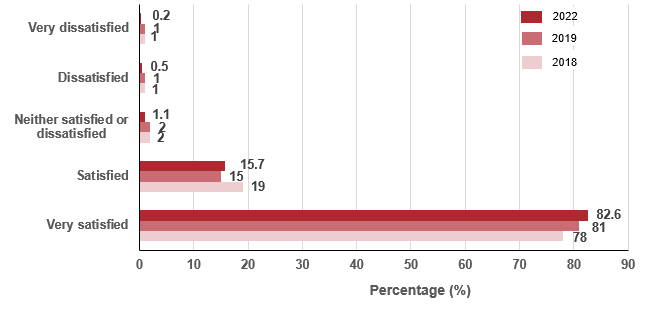 Very dissatisfied
0.2
1
1
Dissatisfied
0.5
1
1
Neither satisfied or
dissatisfied
1.1
2
2
Satisfied
15.7
15
19
Very satisfied
82.6
81
78
0 10 20 30 40 50 60 70 80 90
Percentage (%)
2022
2019
2018